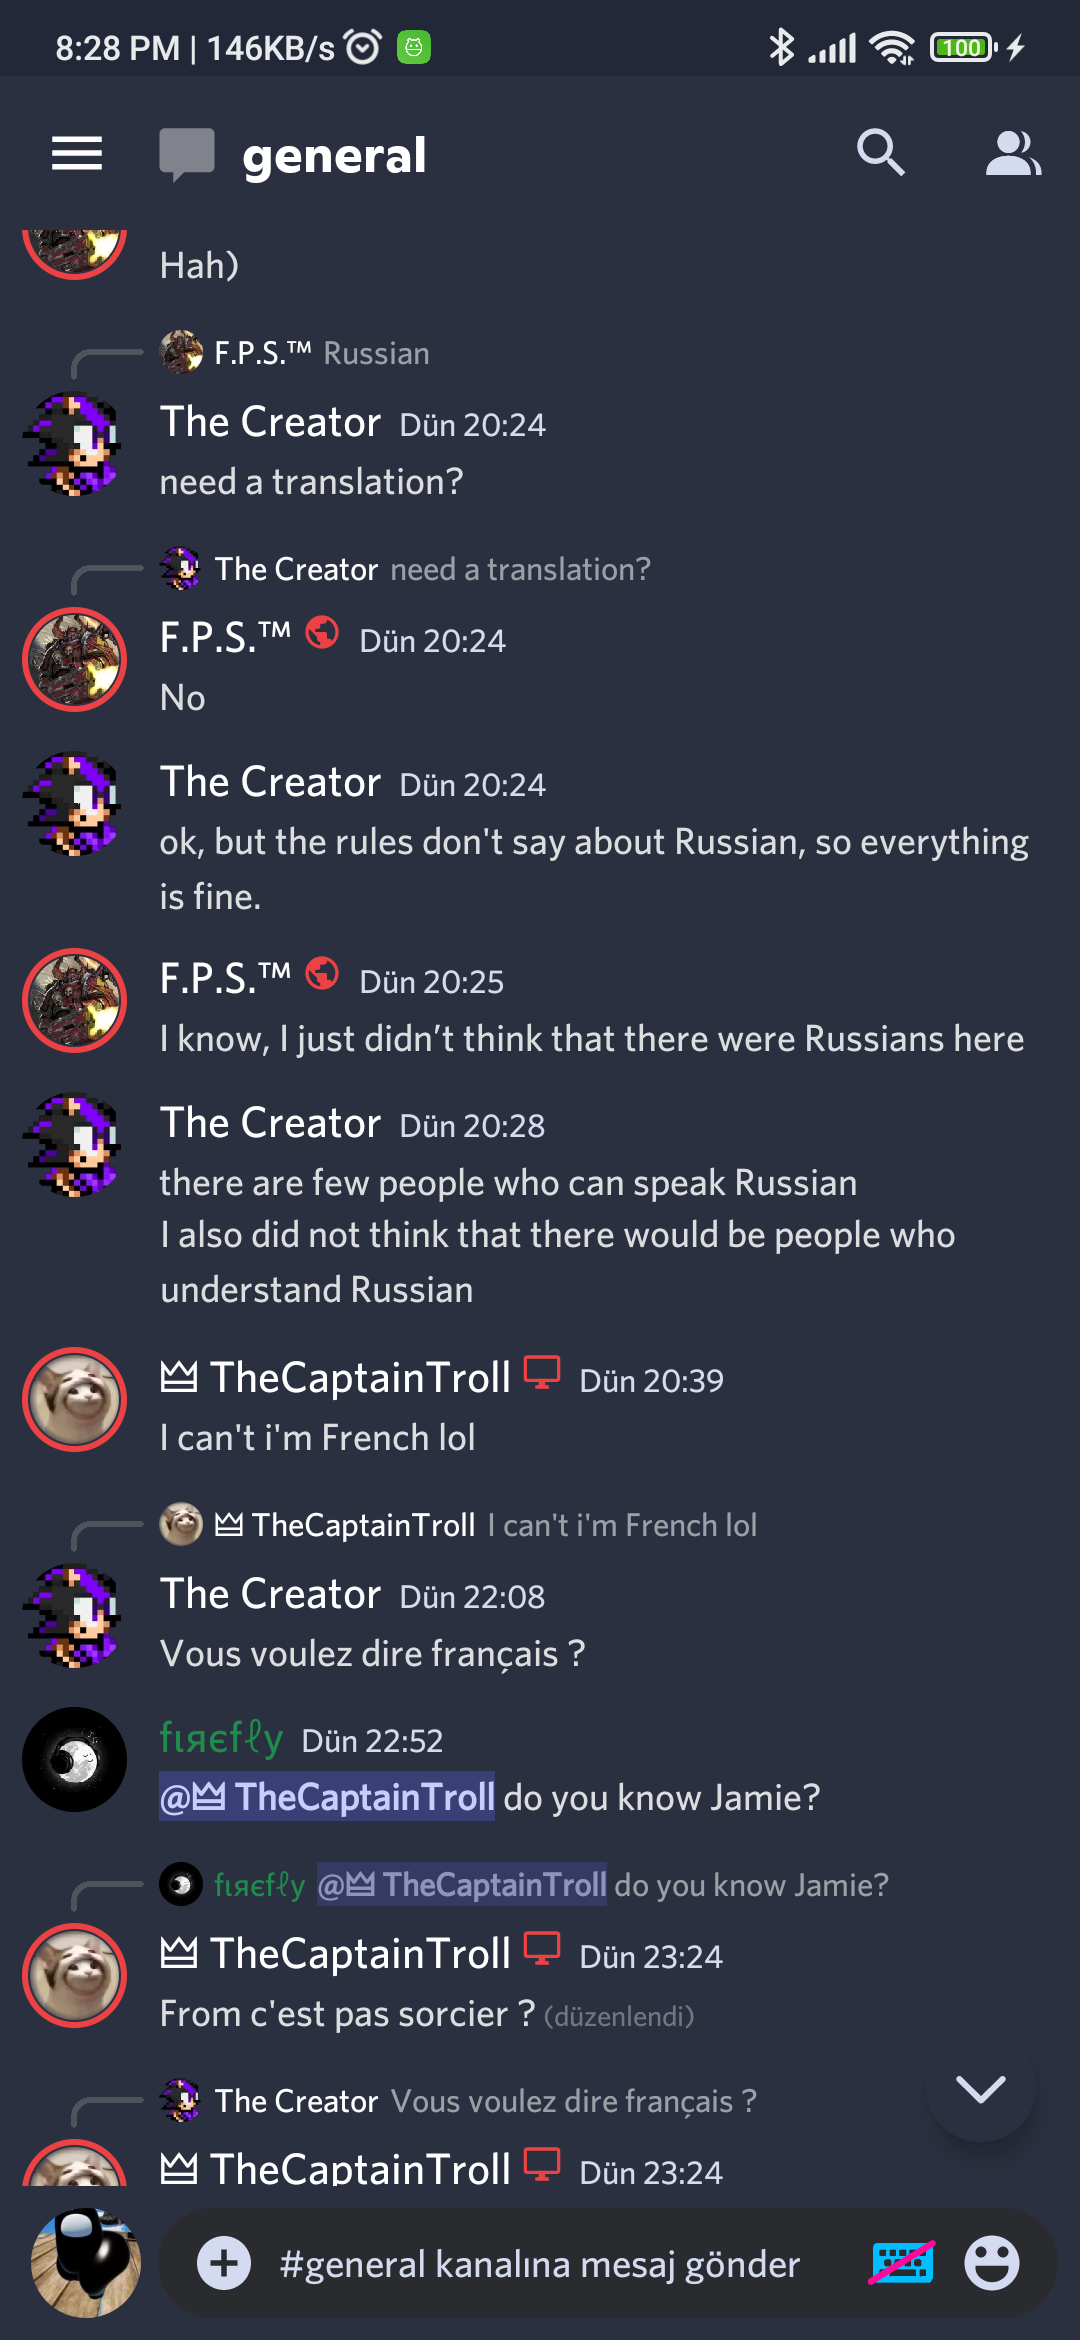 8:28 PM | 146KB/s
100
general
Hah)
F.P.S.™ Russian
The Creator Dün 20:24
need a translation?
The Creator need a translation?
F.P.S.™ Dün 20:24
No
The Creator Dün 20:24
ok, but the rules don't say about Russian, so everything
is fine.
F.P.S.™ Dün 20:25
I know, I just didn’t think that there were Russians here
The Creator Dün 20:28
there are few people who can speak Russian
I also did not think that there would be people who
understand Russian
TheCaptainTroll Dün 20:39
I can't i'm French lol
TheCaptainTroll I can't i'm French lol
The Creator Dün 22:08
Vous voulez dire français ?
fιяєfℓy Dün 22:52
@TheCaptainTroll do you know Jamie?
fιяєfℓy @TheCaptainTroll do you know Jamie?
TheCaptainTroll Dün 23:24
From c'est pas sorcier ? (düzenlendi)
The Creator Vous voulez dire français ?
TheCaptainTroll Dün 23:24
#general kanalına mesaj gönder